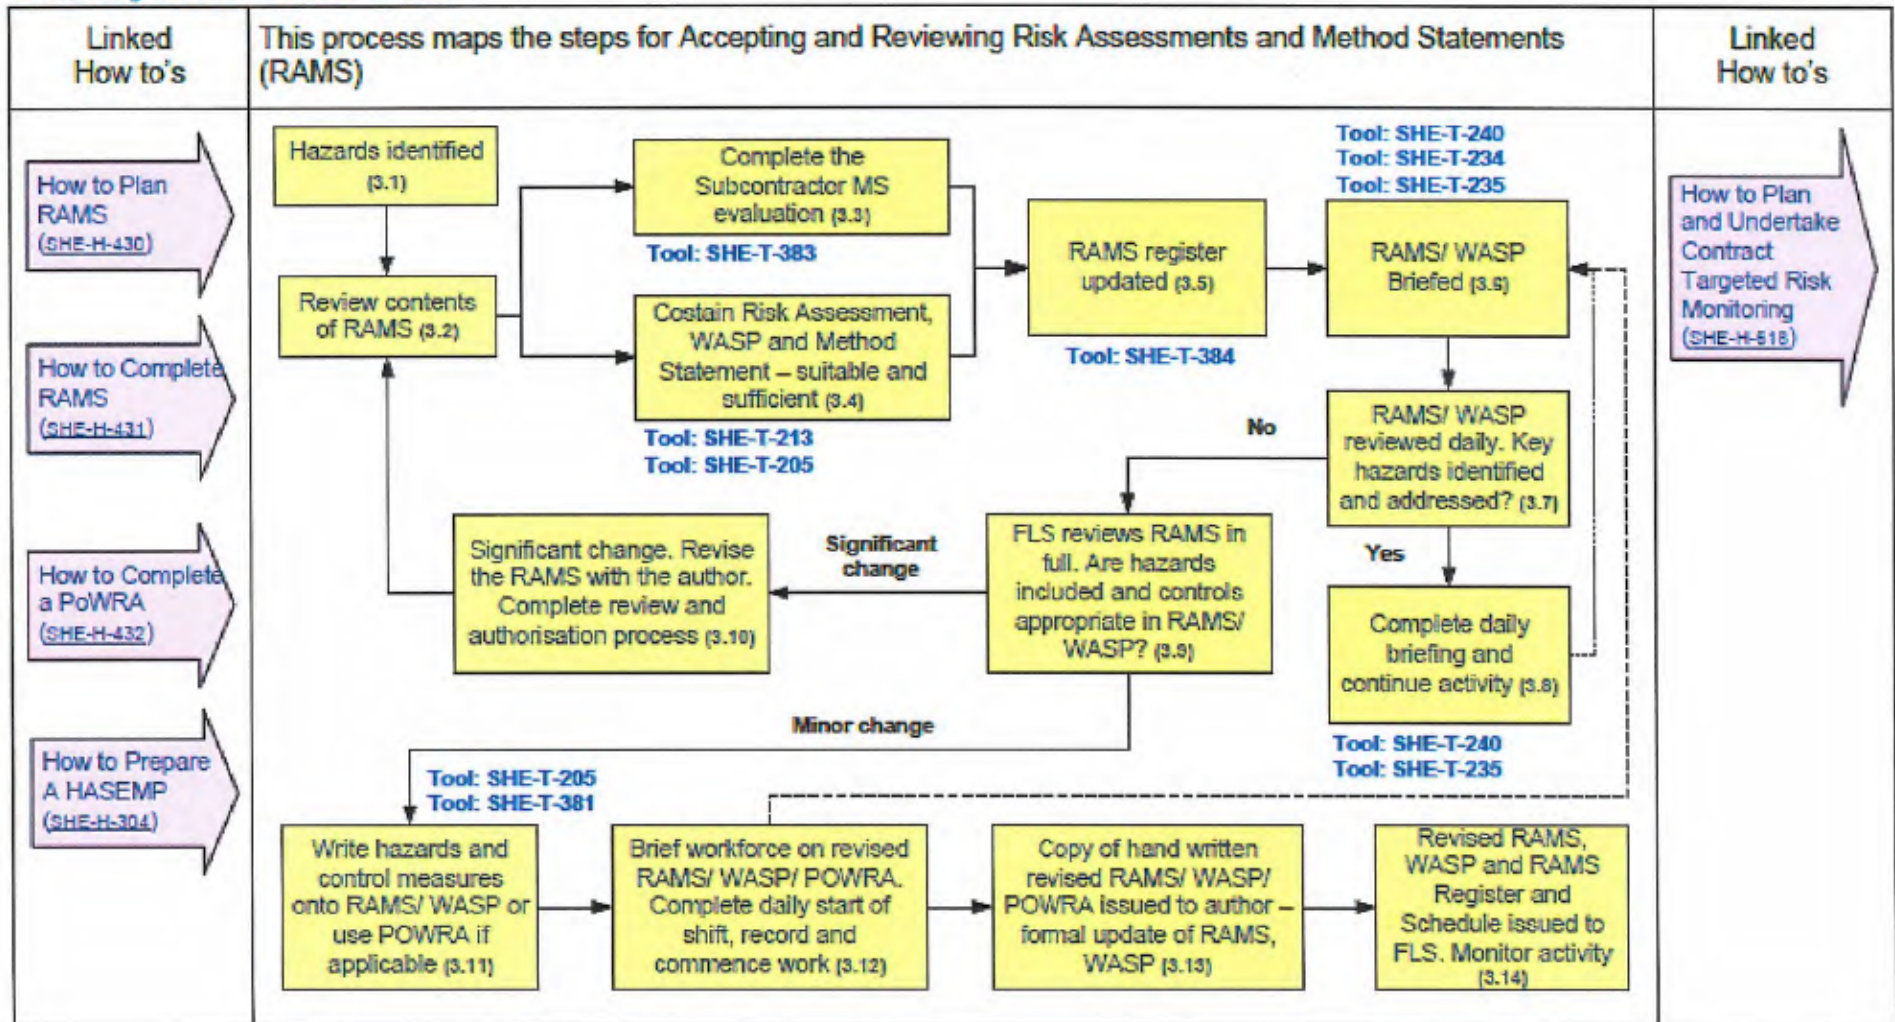 Linked
How to's
This process maps the steps for Accepting and Reviewing Risk Assessments and Method Statements
(RAMS)
Linked
How to's
How to Plan
RAMS
(SHE-H-430)
How to Complete
RAMS
(SHE-H-431)
How to Complete
a PoWRA
(SHE-H-432)
How to Prepare
A HASEMP
(SHE-H-304)
Hazards identified
(3.1)
Review contents
of RAMS (3.2)
Complete the
Subcontractor MS
evaluation (3.3)
Tool: SHE-T-383
Costain Risk Assessment,
WASP and Method
Statement – suitable and
sufficient (3.4)
Tool: SHE-T-213
Tool: SHE-T-205
RAMS register
updated (3.5)
Tool: SHE-T-384
Tool: SHE-T-240
Tool: SHE-T-234
Tool: SHE-T-235
RAMS/ WASP
Briefed (3.6)
RAMS/ WASP
reviewed daily. Key
hazards identified
and addressed? (3.7)
No
Yes
Complete daily
briefing and
continue activity (3.8)
Tool: SHE-T-240
Tool: SHE-T-235
FLS reviews RAMS in
full. Are hazards
included and controls
appropriate in RAMS/
WASP? (3.9)
Significant
change
Significant change. Revise
the RAMS with the author.
Complete review and
authorisation process (3.10)
Minor change
Tool: SHE-T-205
Tool: SHE-T-381
Write hazards and
control measures
onto RAMS/ WASP or
use POWRA if
applicable (3.11)
Brief workforce on revised
RAMS/ WASP/ POWRA.
Complete daily start of
shift, record and
commence work (3.12)
Copy of hand written
revised RAMS/ WASP/
POWRA issued to author –
formal update of RAMS,
WASP (3.13)
Revised RAMS,
WASP and RAMS
Register and
Schedule issued to
FLS. Monitor activity
(3.14)
How to Plan
and Undertake
Contract
Targeted Risk
Monitoring